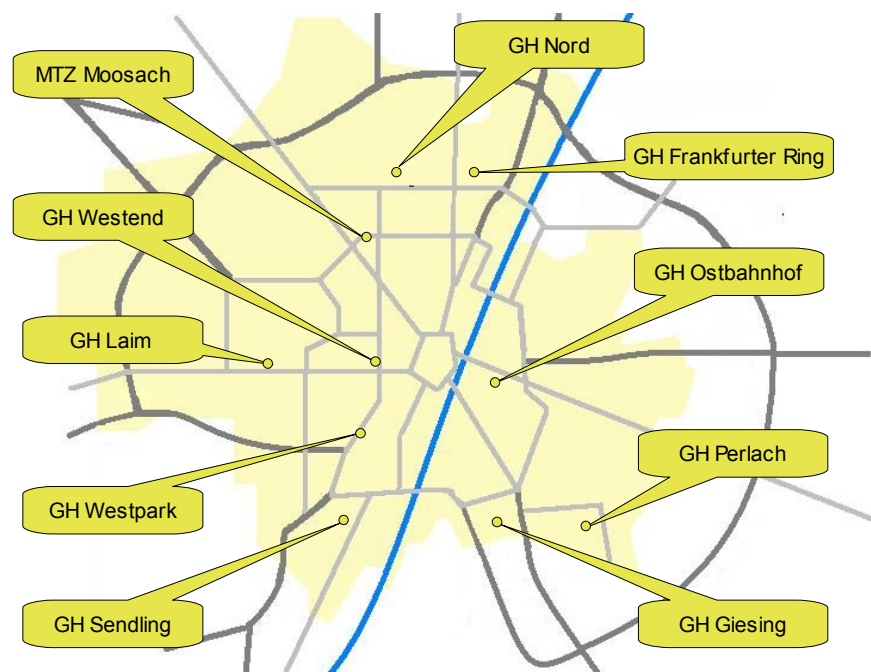 GH Nord
MTZ Moosach
GH Frankfurter Ring
GH Westend
GH Ostbahnhof
GH Laim
GH Perlach
GH Westpark
GH Sendling
GH Giesing